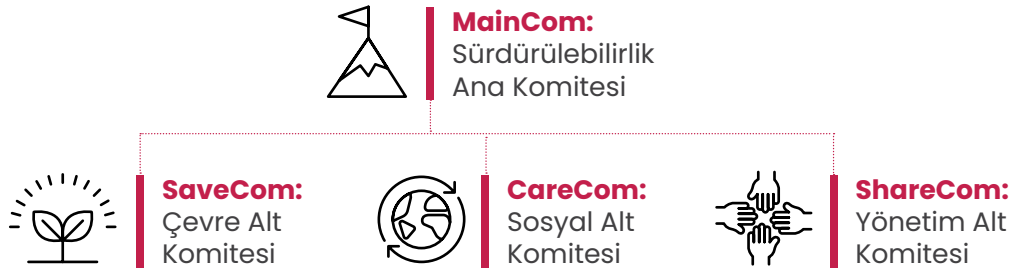 MainCom:
Sürdürülebilirlik
Ana Komitesi
SaveCom:
Çevre Alt
Komitesi
CareCom:
Sosyal Alt
Komitesi
ShareCom:
Yönetim Alt
Komitesi